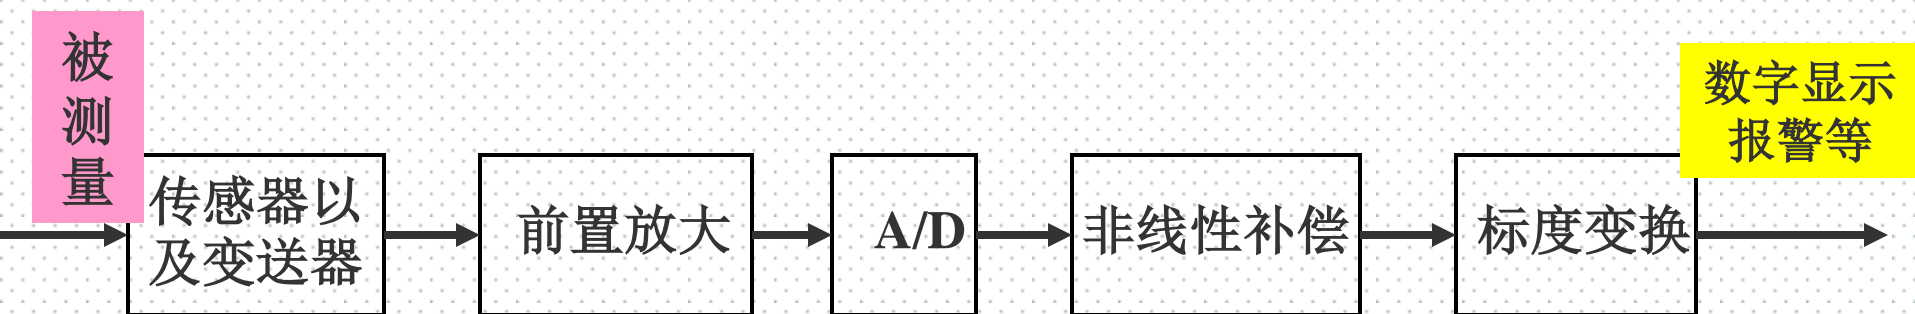 被
测
量
传感器以
及变送器
前置放大
A/D
非线性补偿
标度变换
数字显示
报警等